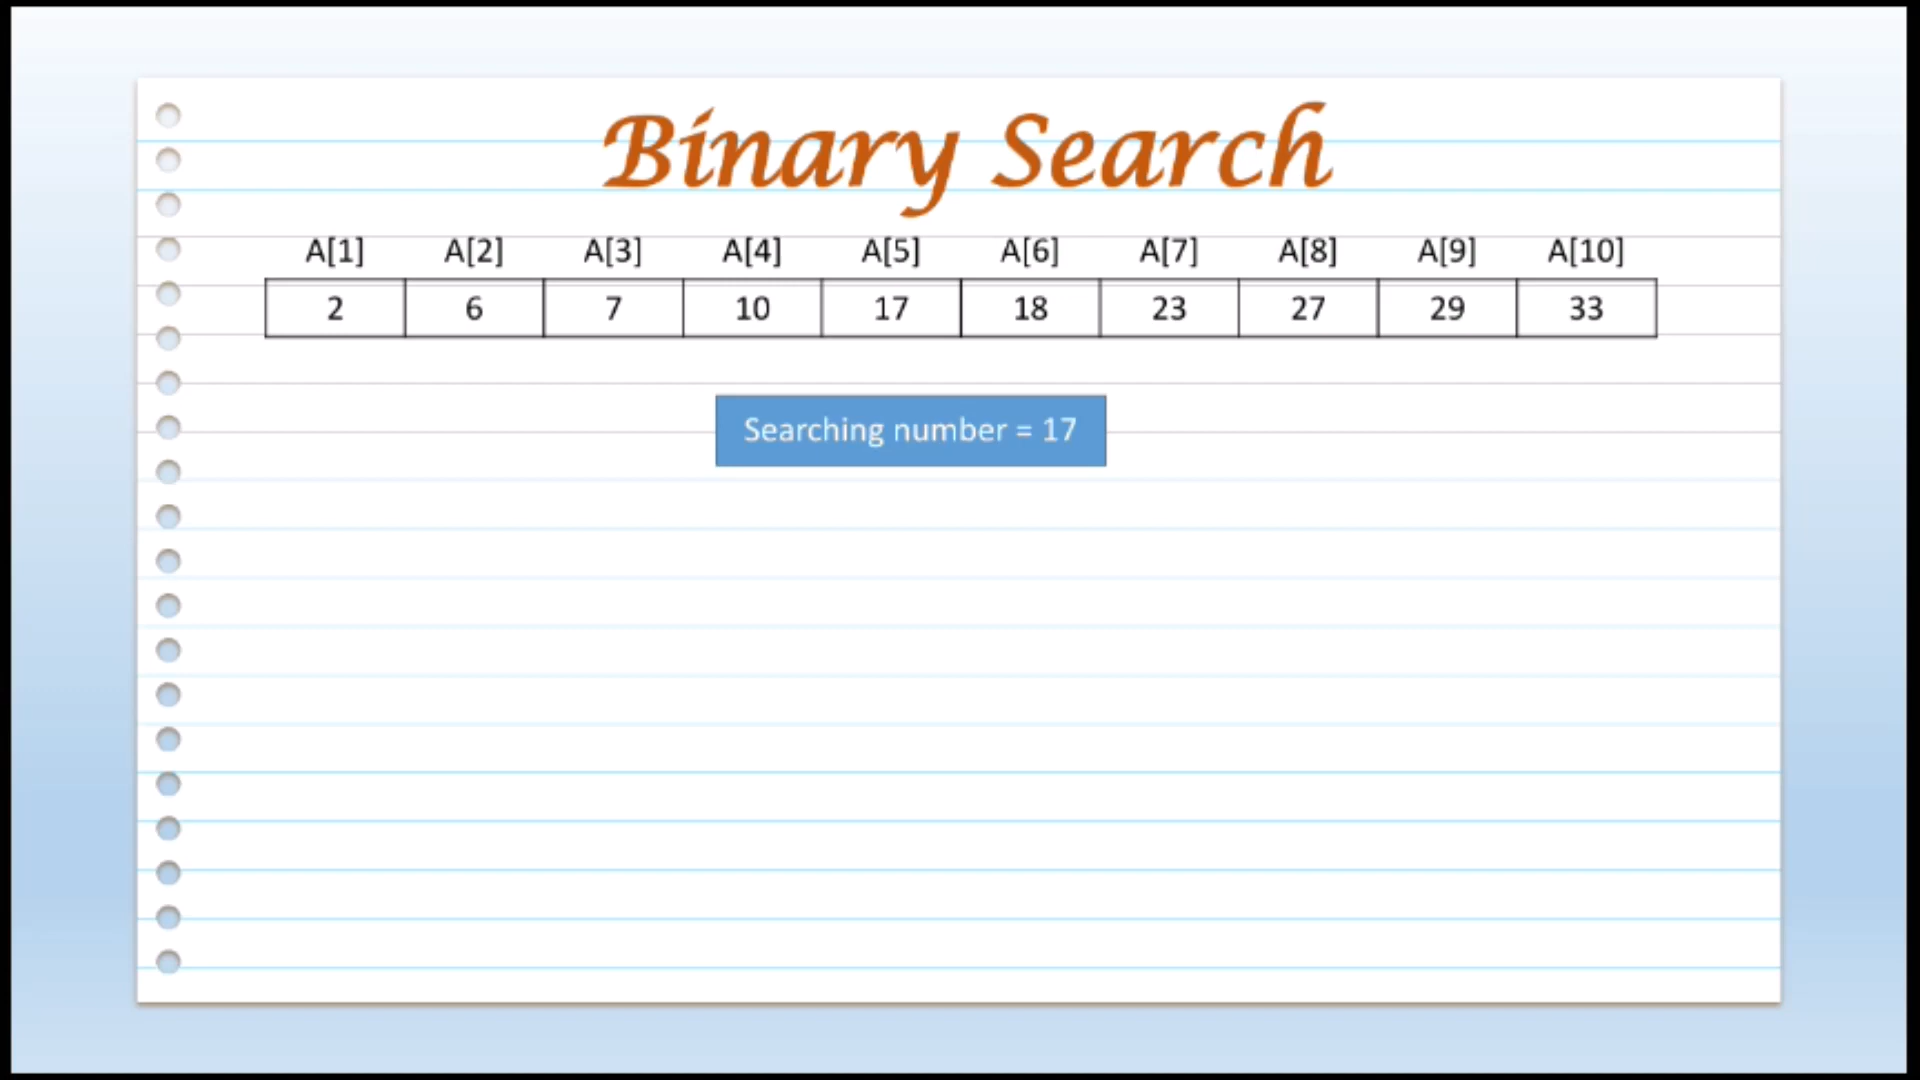 Binary Search
A[1] A[2] A[3] A[4] A[5] A[6] A[7] A[8] A[9] A[10]
2 6 7 10 17 18 23 27 29 33
Searching number = 17